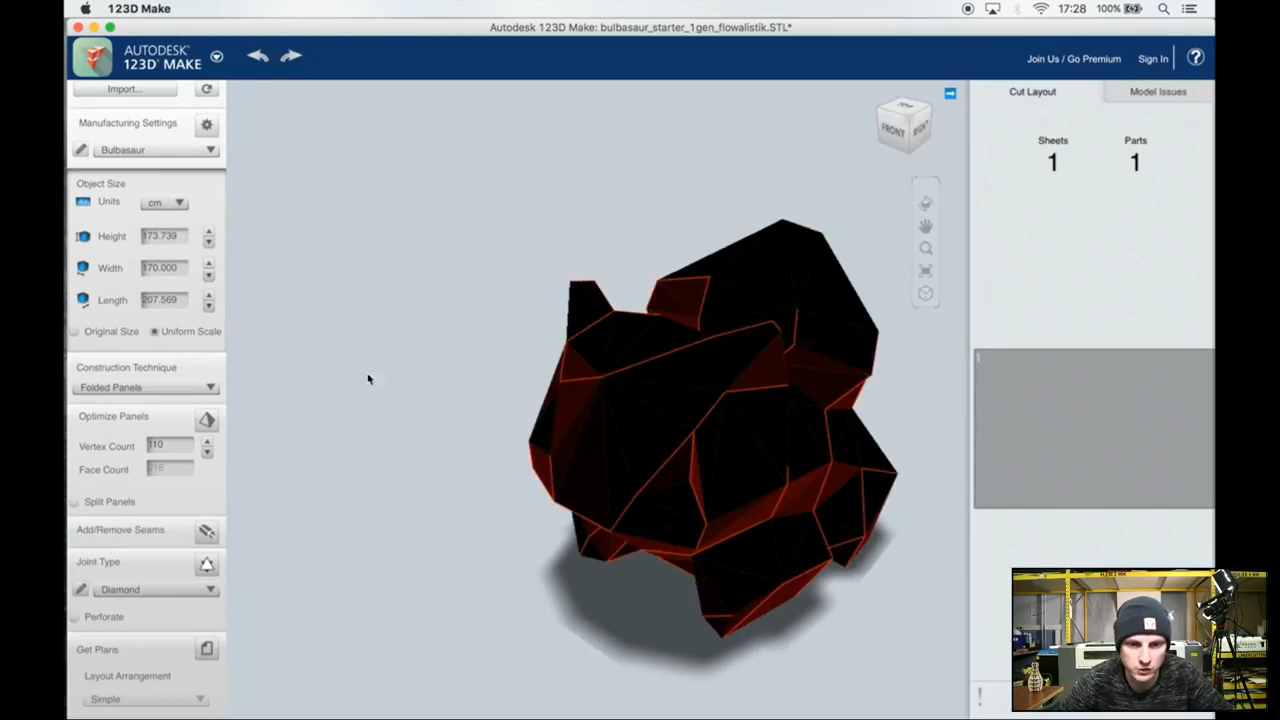 123D Make
17:28
100%
Autodesk 123D Make: bulbasaur_starter_1gen_flowalistik.STL*
AUTODESK®
123D® MAKE
Join Us / Go Premium
Sign In
?
Import...
Manufacturing Settings
Bulbasaur
Object Size
Units
cm
Height
173.739
Width
170.000
Length
207.569
Original Size
Uniform Scale
Construction Technique
Folded Panels
Optimize Panels
Vertex Count
110
Face Count
216
Split Panels
Add/Remove Seams
Joint Type
Diamond
Perforate
Get Plans
Layout Arrangement
Simple
TOP
FRONT
RIGHT
Cut Layout
Model Issues
Sheets
Parts
1
1